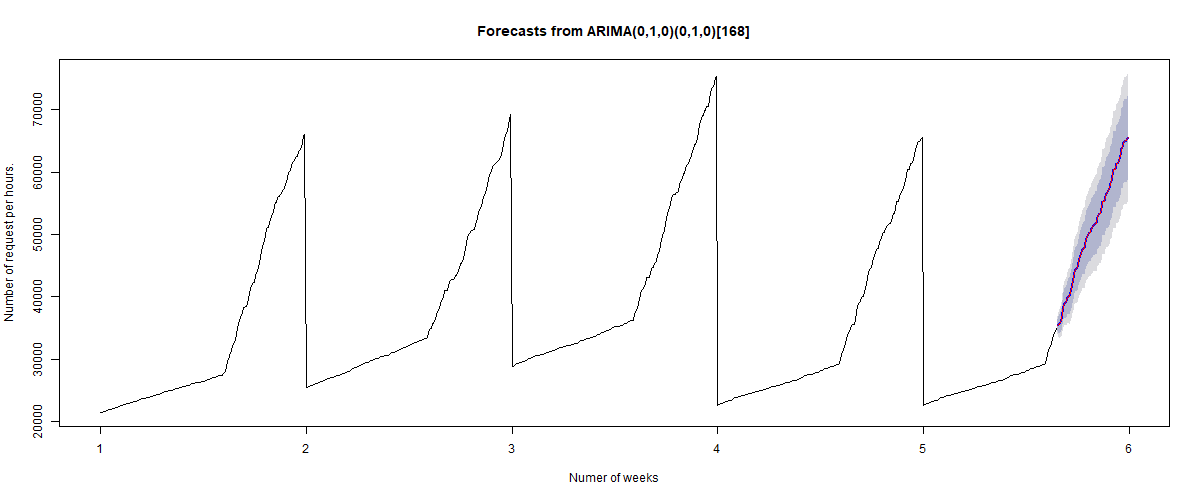 Forecasts from ARIMA(0,1,0)(0,1,0)[168]
Number of request per hours.
70000
60000
50000
40000
30000
20000
1 2 3 4 5 6
Numer of weeks